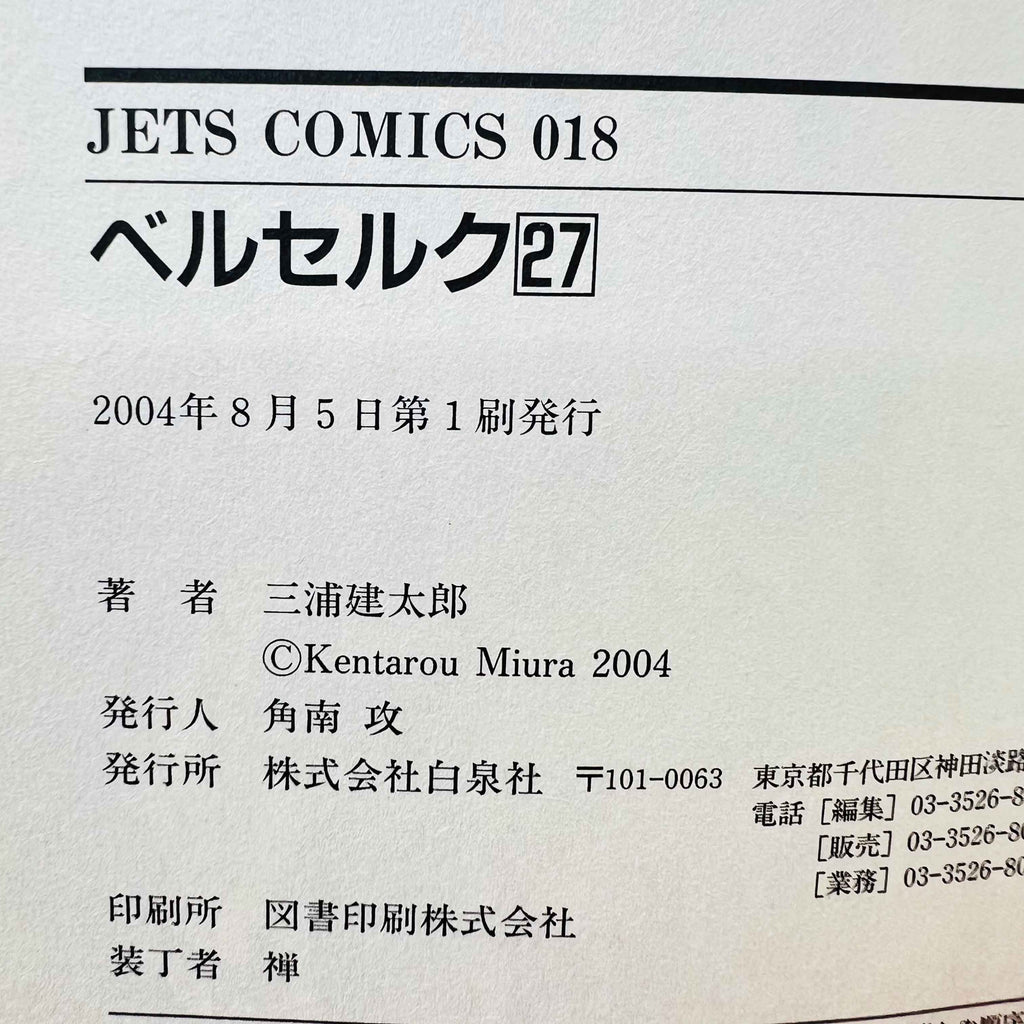 JETS COMICS 018
ベルセルク27
2004年8月5日第1刷発行
著　者　三浦建太郎
©Kentarou Miura 2004
発行人　角南 攻
発行所　株式会社白泉社　〒101-0063　東京都千代田区神田淡路
電話［編集］03-3526-8
［販売］03-3526-80
［業務］03-3526-80
印刷所　図書印刷株式会社
装丁者　禅